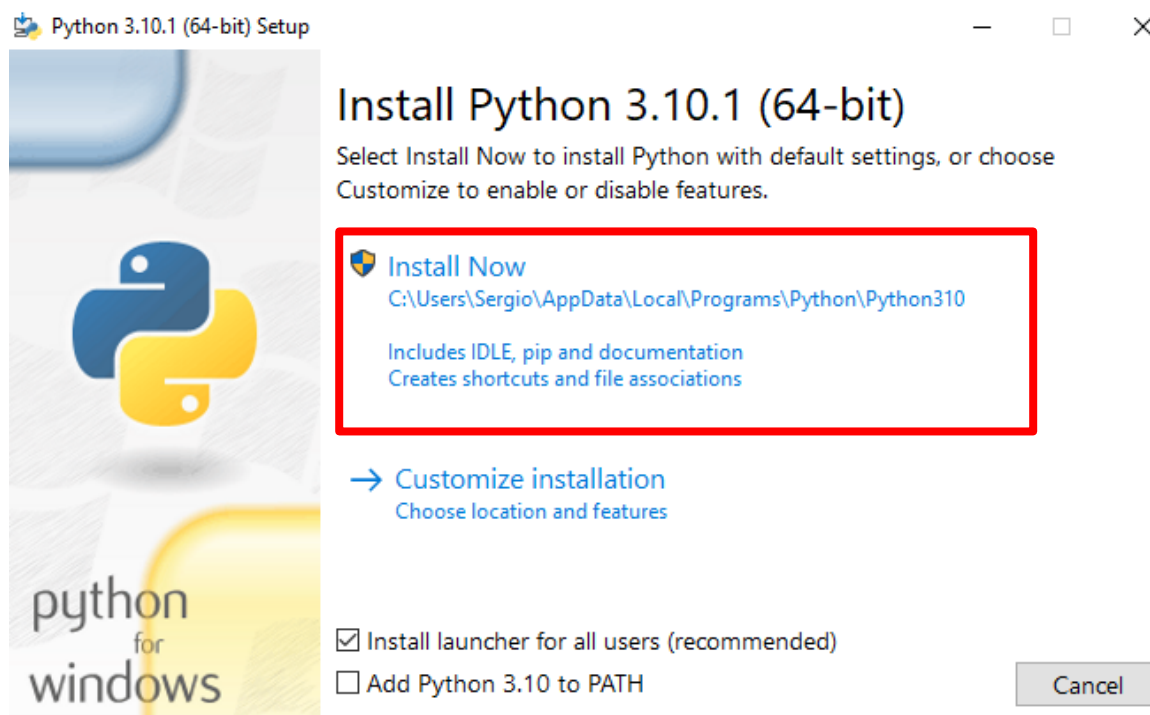 Python 3.10.1 (64-bit) Setup
Install Python 3.10.1 (64-bit)
Select Install Now to install Python with default settings, or choose
Customize to enable or disable features.
Install Now
C:\Users\Sergio\AppData\Local\Programs\Python\Python310
Includes IDLE, pip and documentation
Creates shortcuts and file associations
Customize installation
Choose location and features
python
for
windows
Install launcher for all users (recommended)
Add Python 3.10 to PATH
Cancel